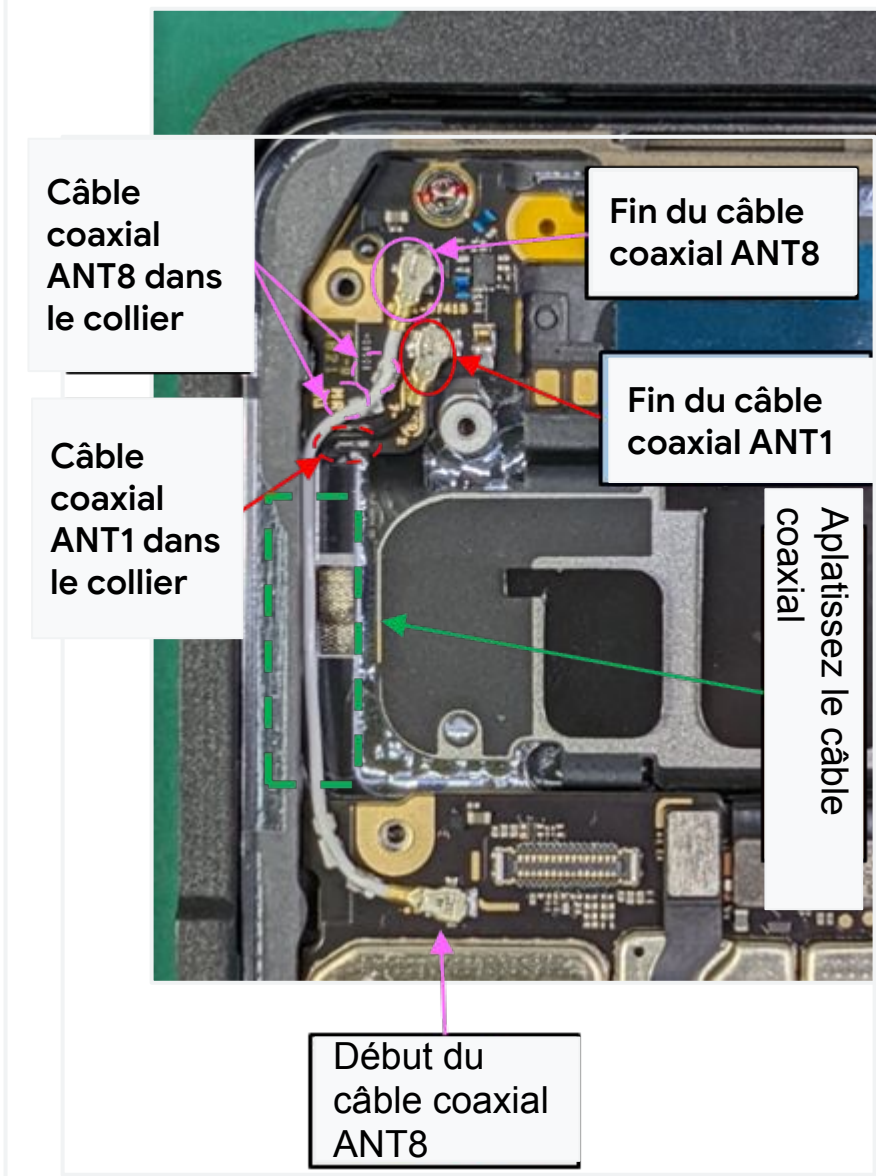 Câble
coaxial
ANT8 dans
le collier
Fin du câble
coaxial ANT8
Fin du câble
coaxial ANT1
Câble
coaxial
ANT1 dans
le collier
Aplatissez le câble
coaxial
Début du
câble coaxial
ANT8